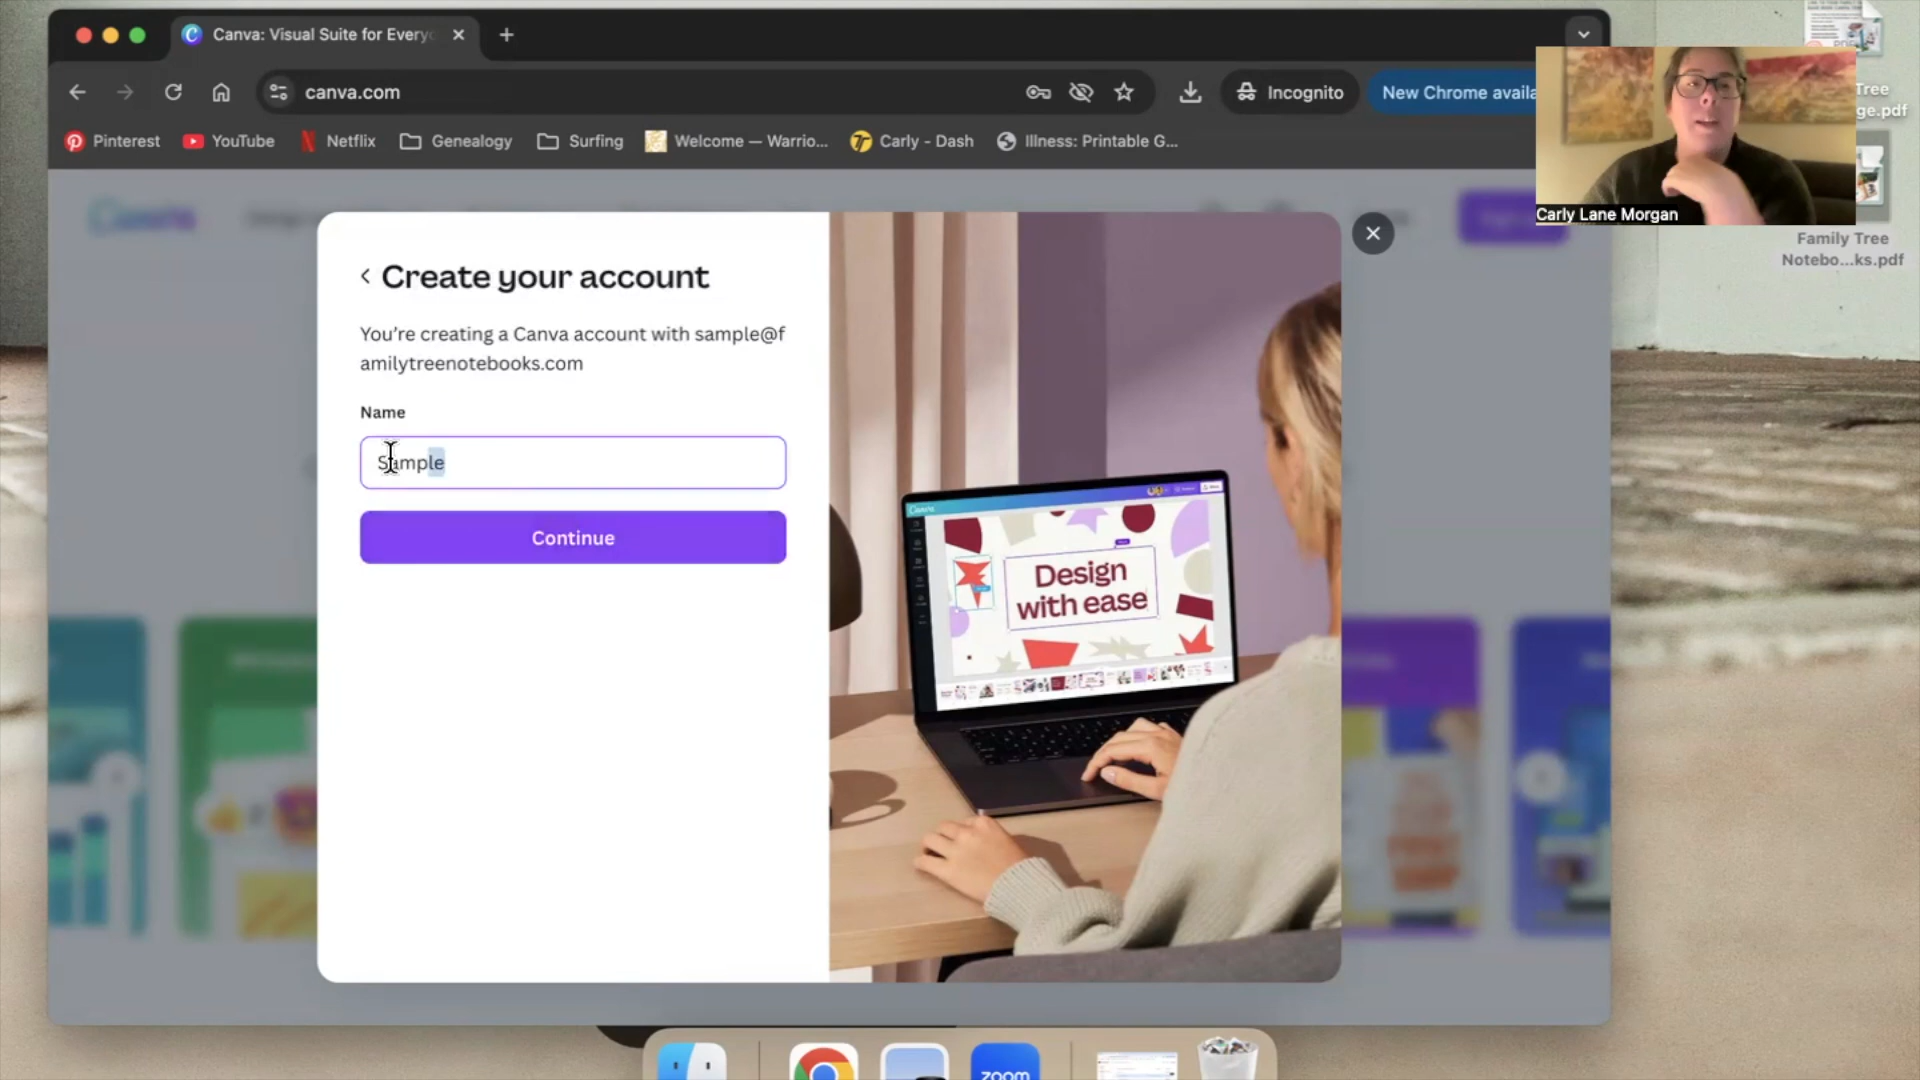 Canva: Visual Suite for Every
canva.com
Incognito
New Chrome availa
Pinterest
YouTube
Netflix
Genealogy
Surfing
Welcome — Warrio...
Carly - Dash
Illness: Printable G...
Carly Lane Morgan
PDF
Tree
ge.pdf
Family Tree
Notebo...ks.pdf
Create your account
You’re creating a Canva account with sample@f
amilytreenotebooks.com
Name
Sample
Continue
Canva
Design
with ease
zoom